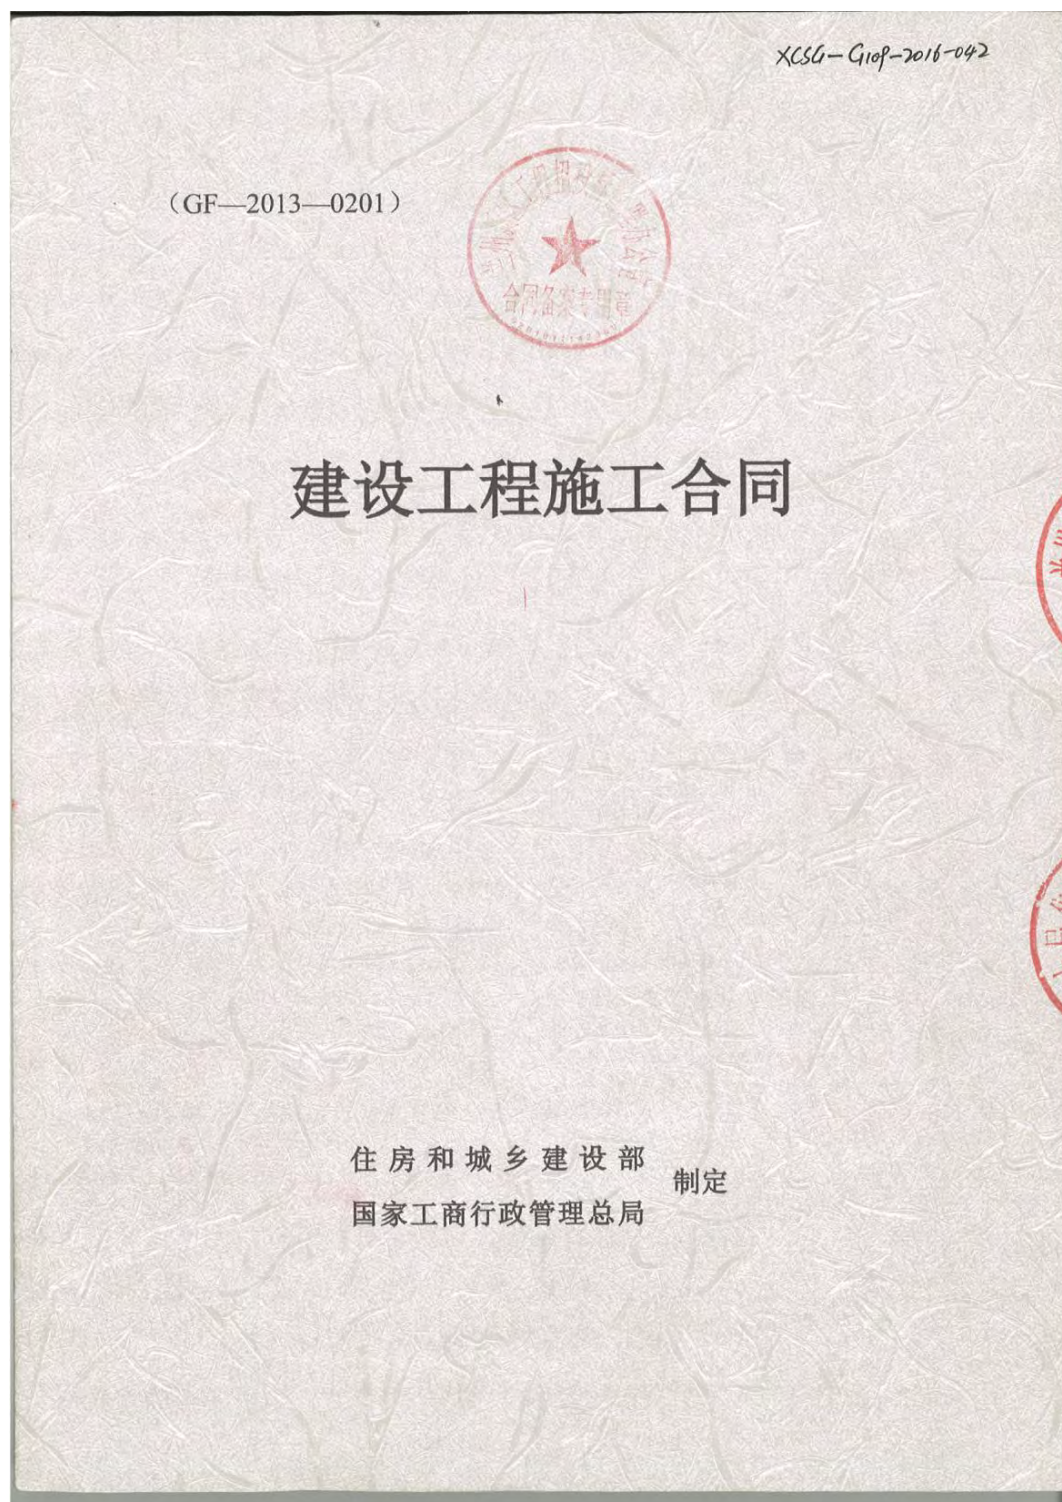 XCSG-G109-2016-042
（GF—2013—0201）
合同备案专用章
建设工程施工合同
住房和城乡建设部
国家工商行政管理总局
制定